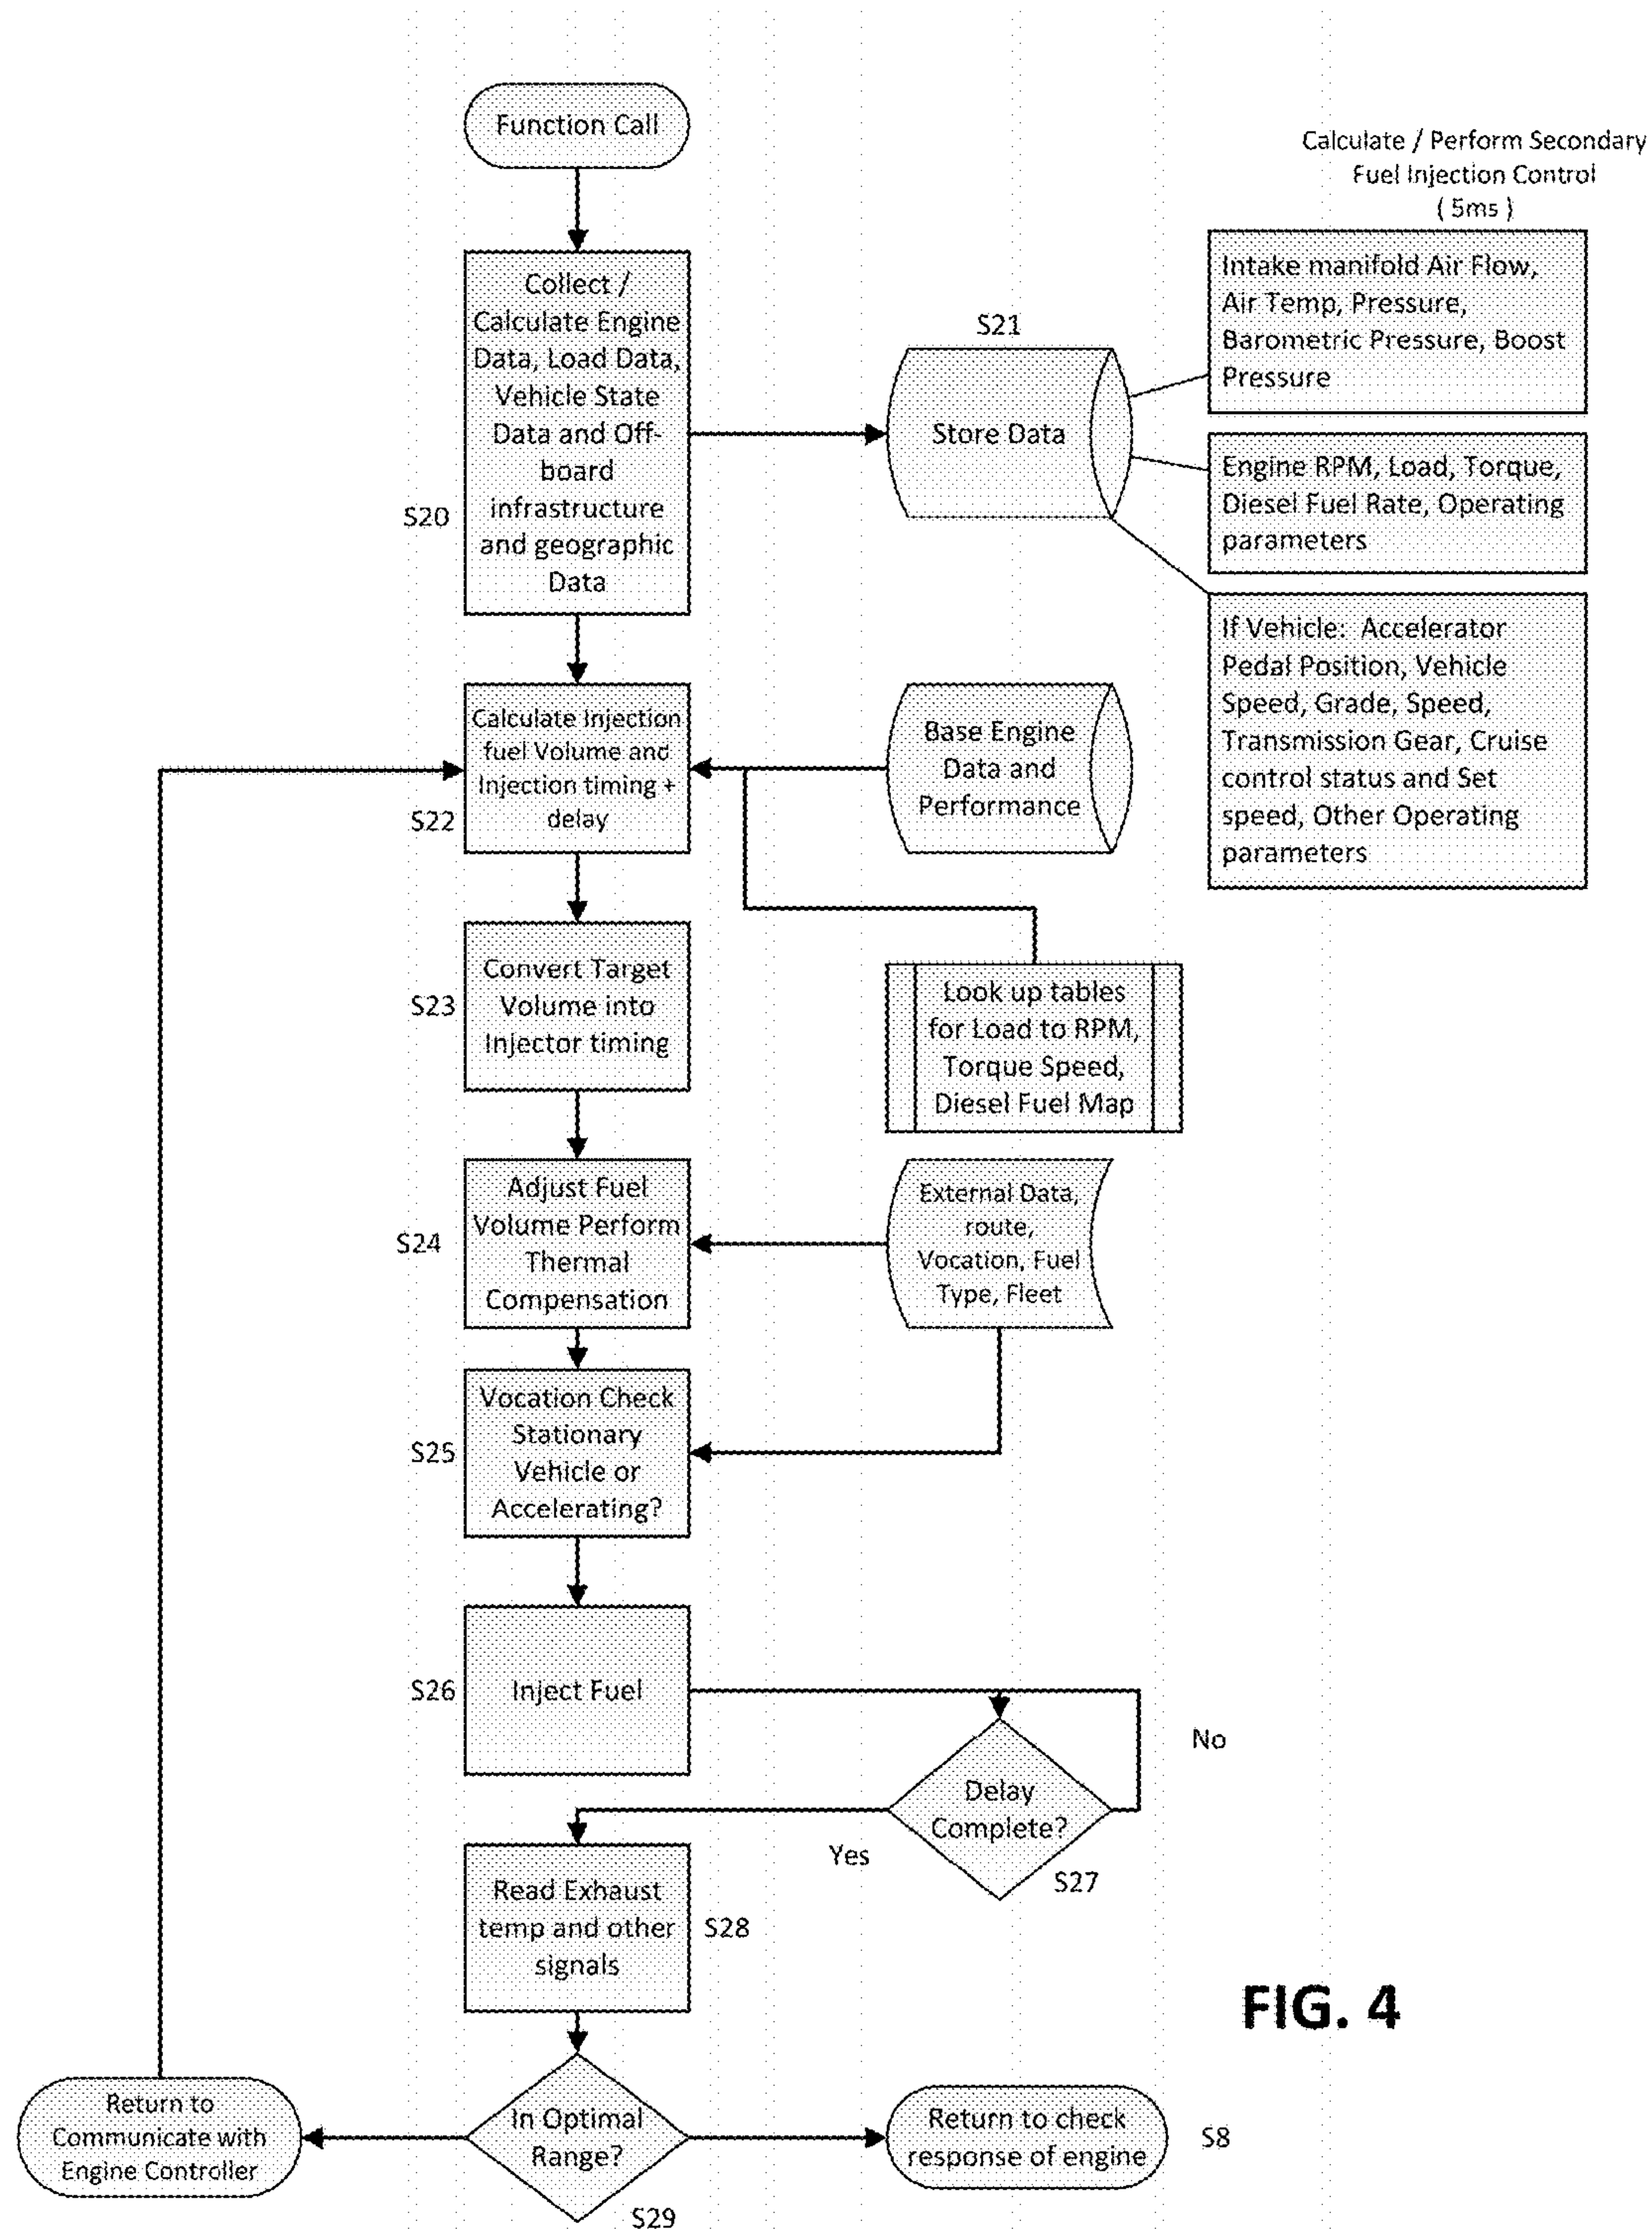 Function Call
Calculate / Perform Secondary
Fuel Injection Control
( 5ms )
Collect /
Calculate Engine
Data, Load Data,
Vehicle State
Data and Off-
board
infrastructure
and geographic
Data
S20
S21
Store Data
Intake manifold Air Flow,
Air Temp, Pressure,
Barometric Pressure, Boost
Pressure
Engine RPM, Load, Torque,
Diesel Fuel Rate, Operating
parameters
If Vehicle: Accelerator
Pedal Position, Vehicle
Speed, Grade, Speed,
Transmission Gear, Cruise
control status and Set
speed, Other Operating
parameters
Calculate Injection
fuel Volume and
Injection timing +
delay
S22
Base Engine
Data and
Performance
Convert Target
Volume into
Injector timing
S23
Look up tables
for Load to RPM,
Torque Speed,
Diesel Fuel Map
Adjust Fuel
Volume Perform
Thermal
Compensation
S24
External Data,
route,
Vocation, Fuel
Type, Fleet
Vocation Check
Stationary
Vehicle or
Accelerating?
S25
Inject Fuel
S26
No
Delay
Complete?
Yes
S27
Read Exhaust
temp and other
signals
S28
FIG. 4
Return to
Communicate with
Engine Controller
In Optimal
Range?
S29
Return to check
response of engine
S8